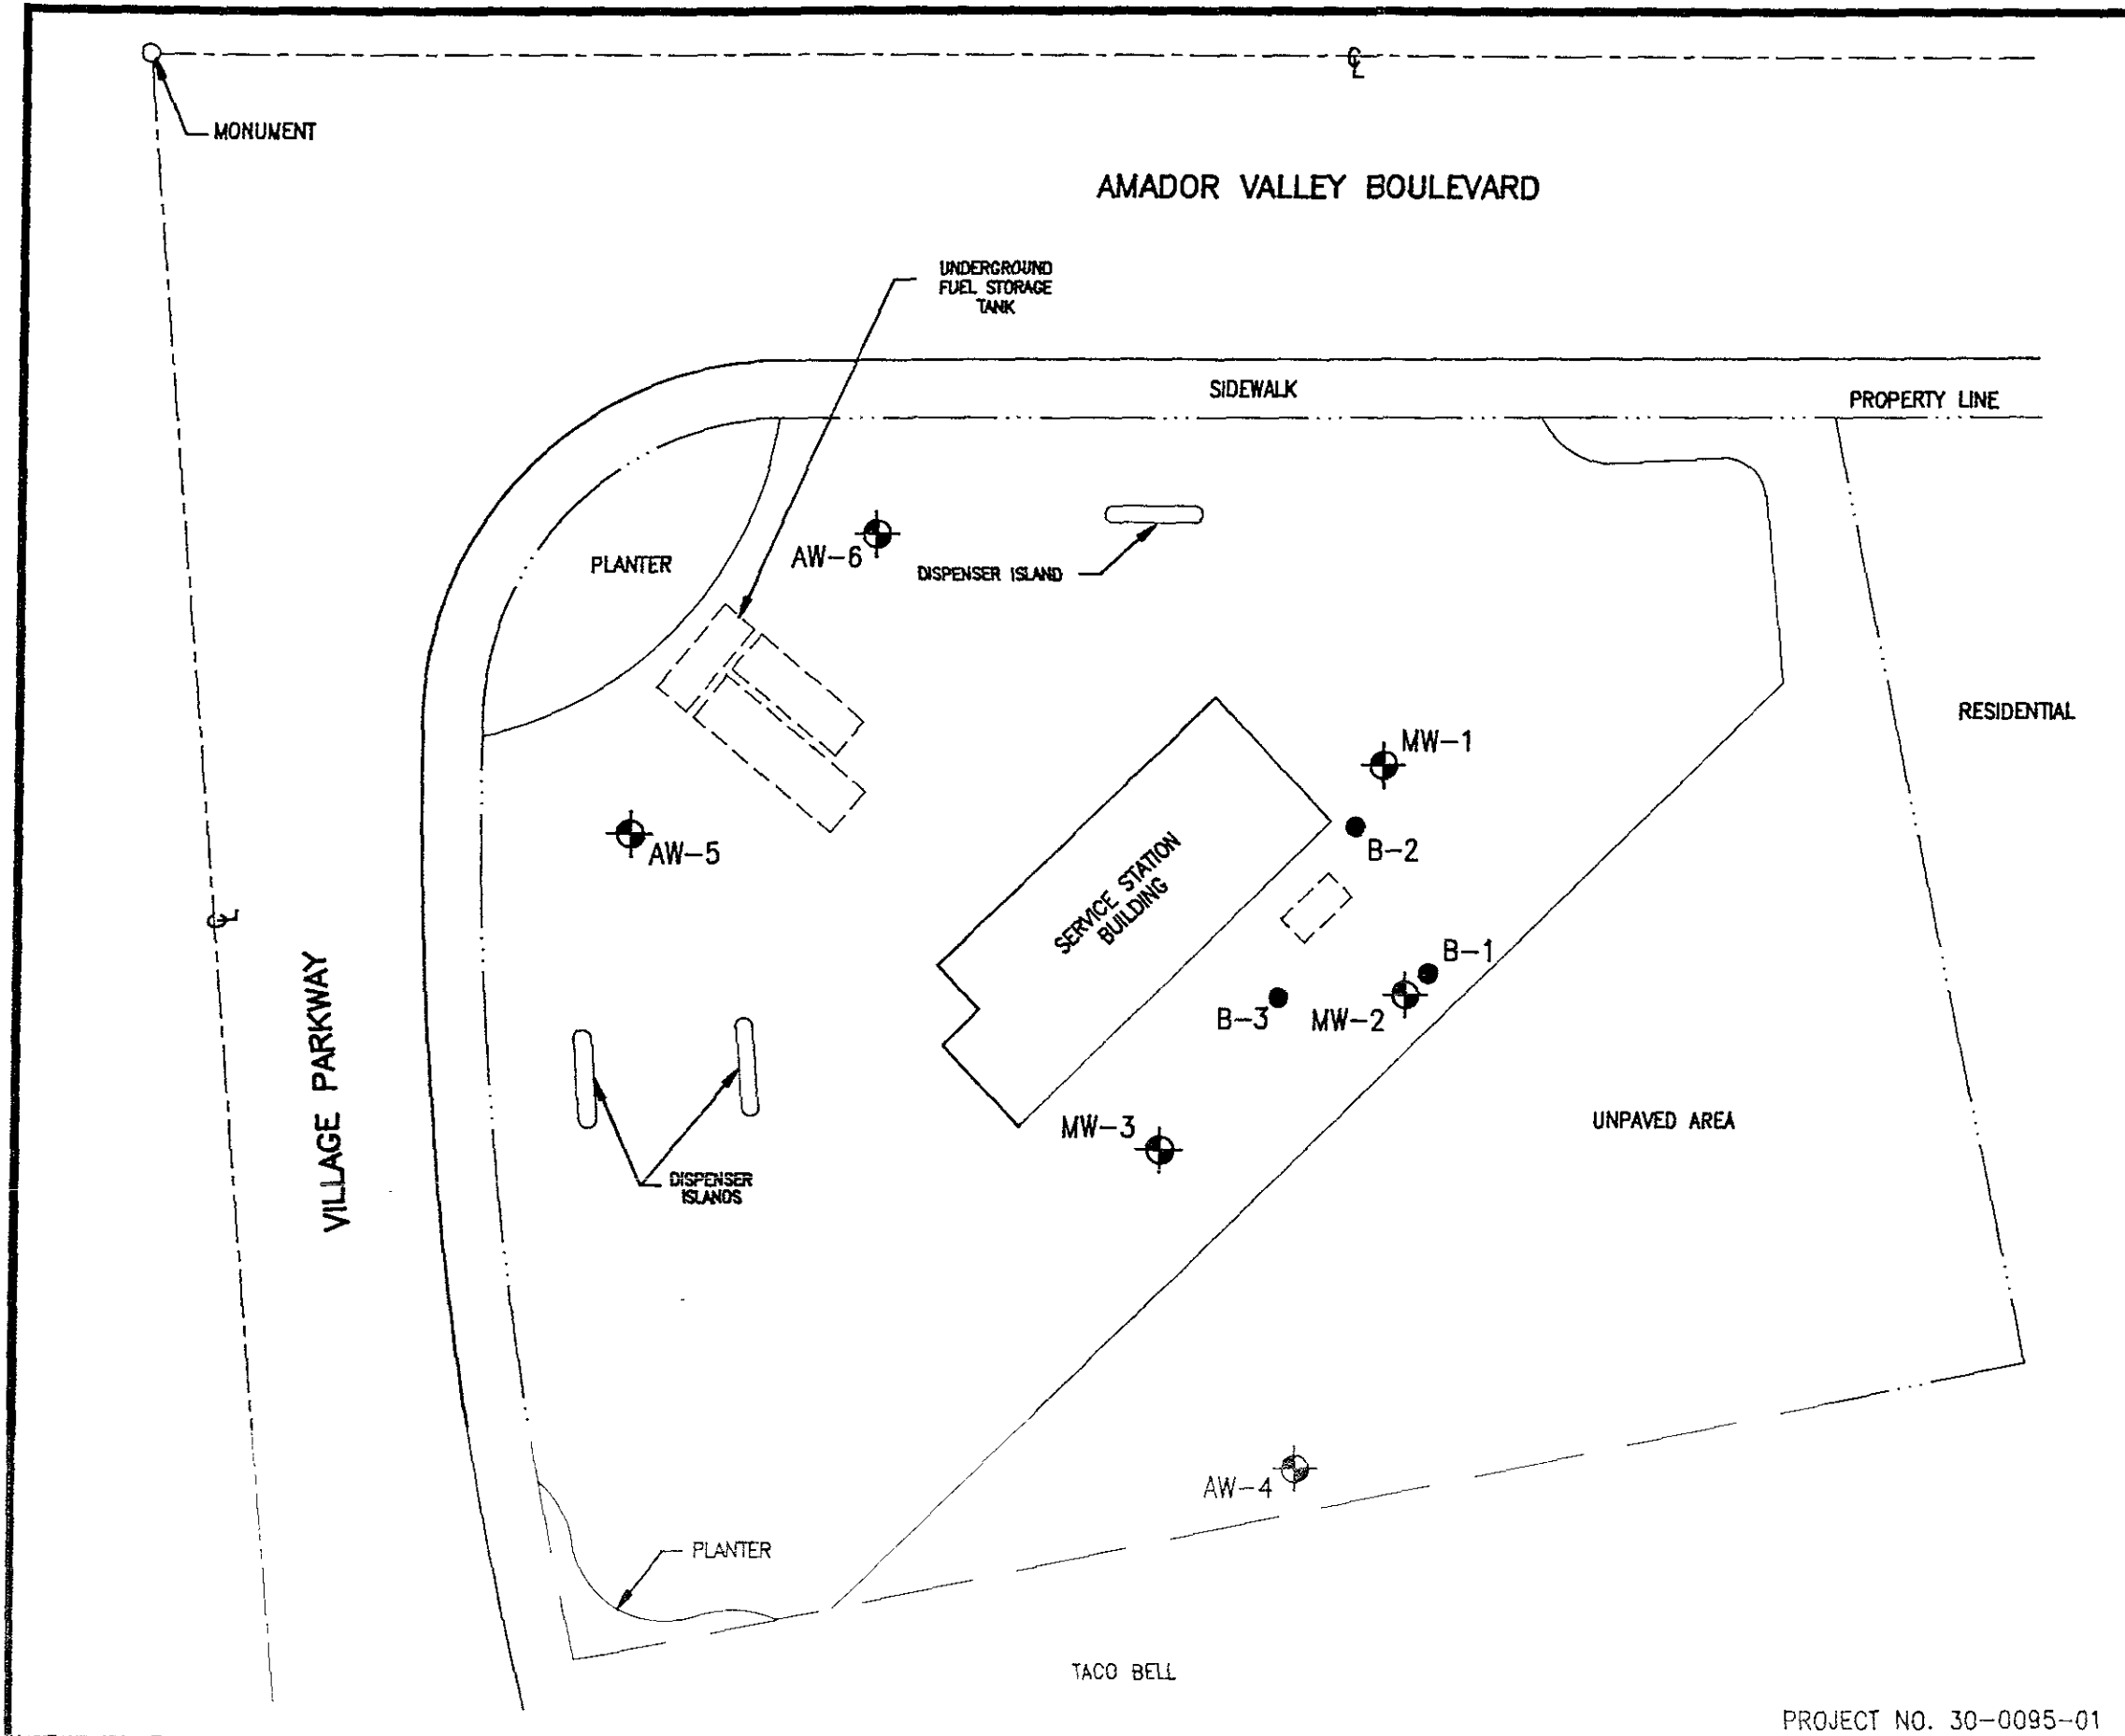 MONUMENT
AMADOR VALLEY BOULEVARD
UNDERGROUND
FUEL STORAGE
TANK
SIDEWALK
PROPERTY LINE
PLANTER
AW-6
DISPENSER ISLAND
RESIDENTIAL
MW-1
B-2
AW-5
SERVICE STATION
BUILDING
B-1
B-3
MW-2
VILLAGE PARKWAY
MW-3
UNPAVED AREA
DISPENSER
ISLANDS
AW-4
PLANTER
TACO BELL
PROJECT NO. 30-0095-01